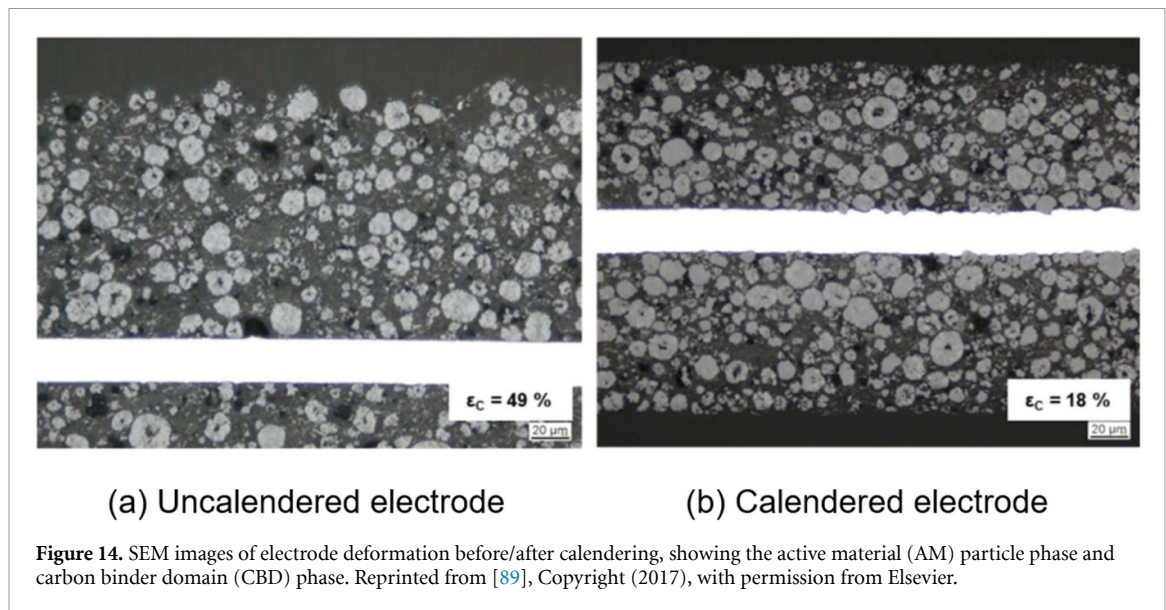 εC = 49 %
20 µm
εC = 18 %
20 µm
(a) Uncalendered electrode
(b) Calendered electrode
Figure 14. SEM images of electrode deformation before/after calendering, showing the active material (AM) particle phase and
carbon binder domain (CBD) phase. Reprinted from [89], Copyright (2017), with permission from Elsevier.